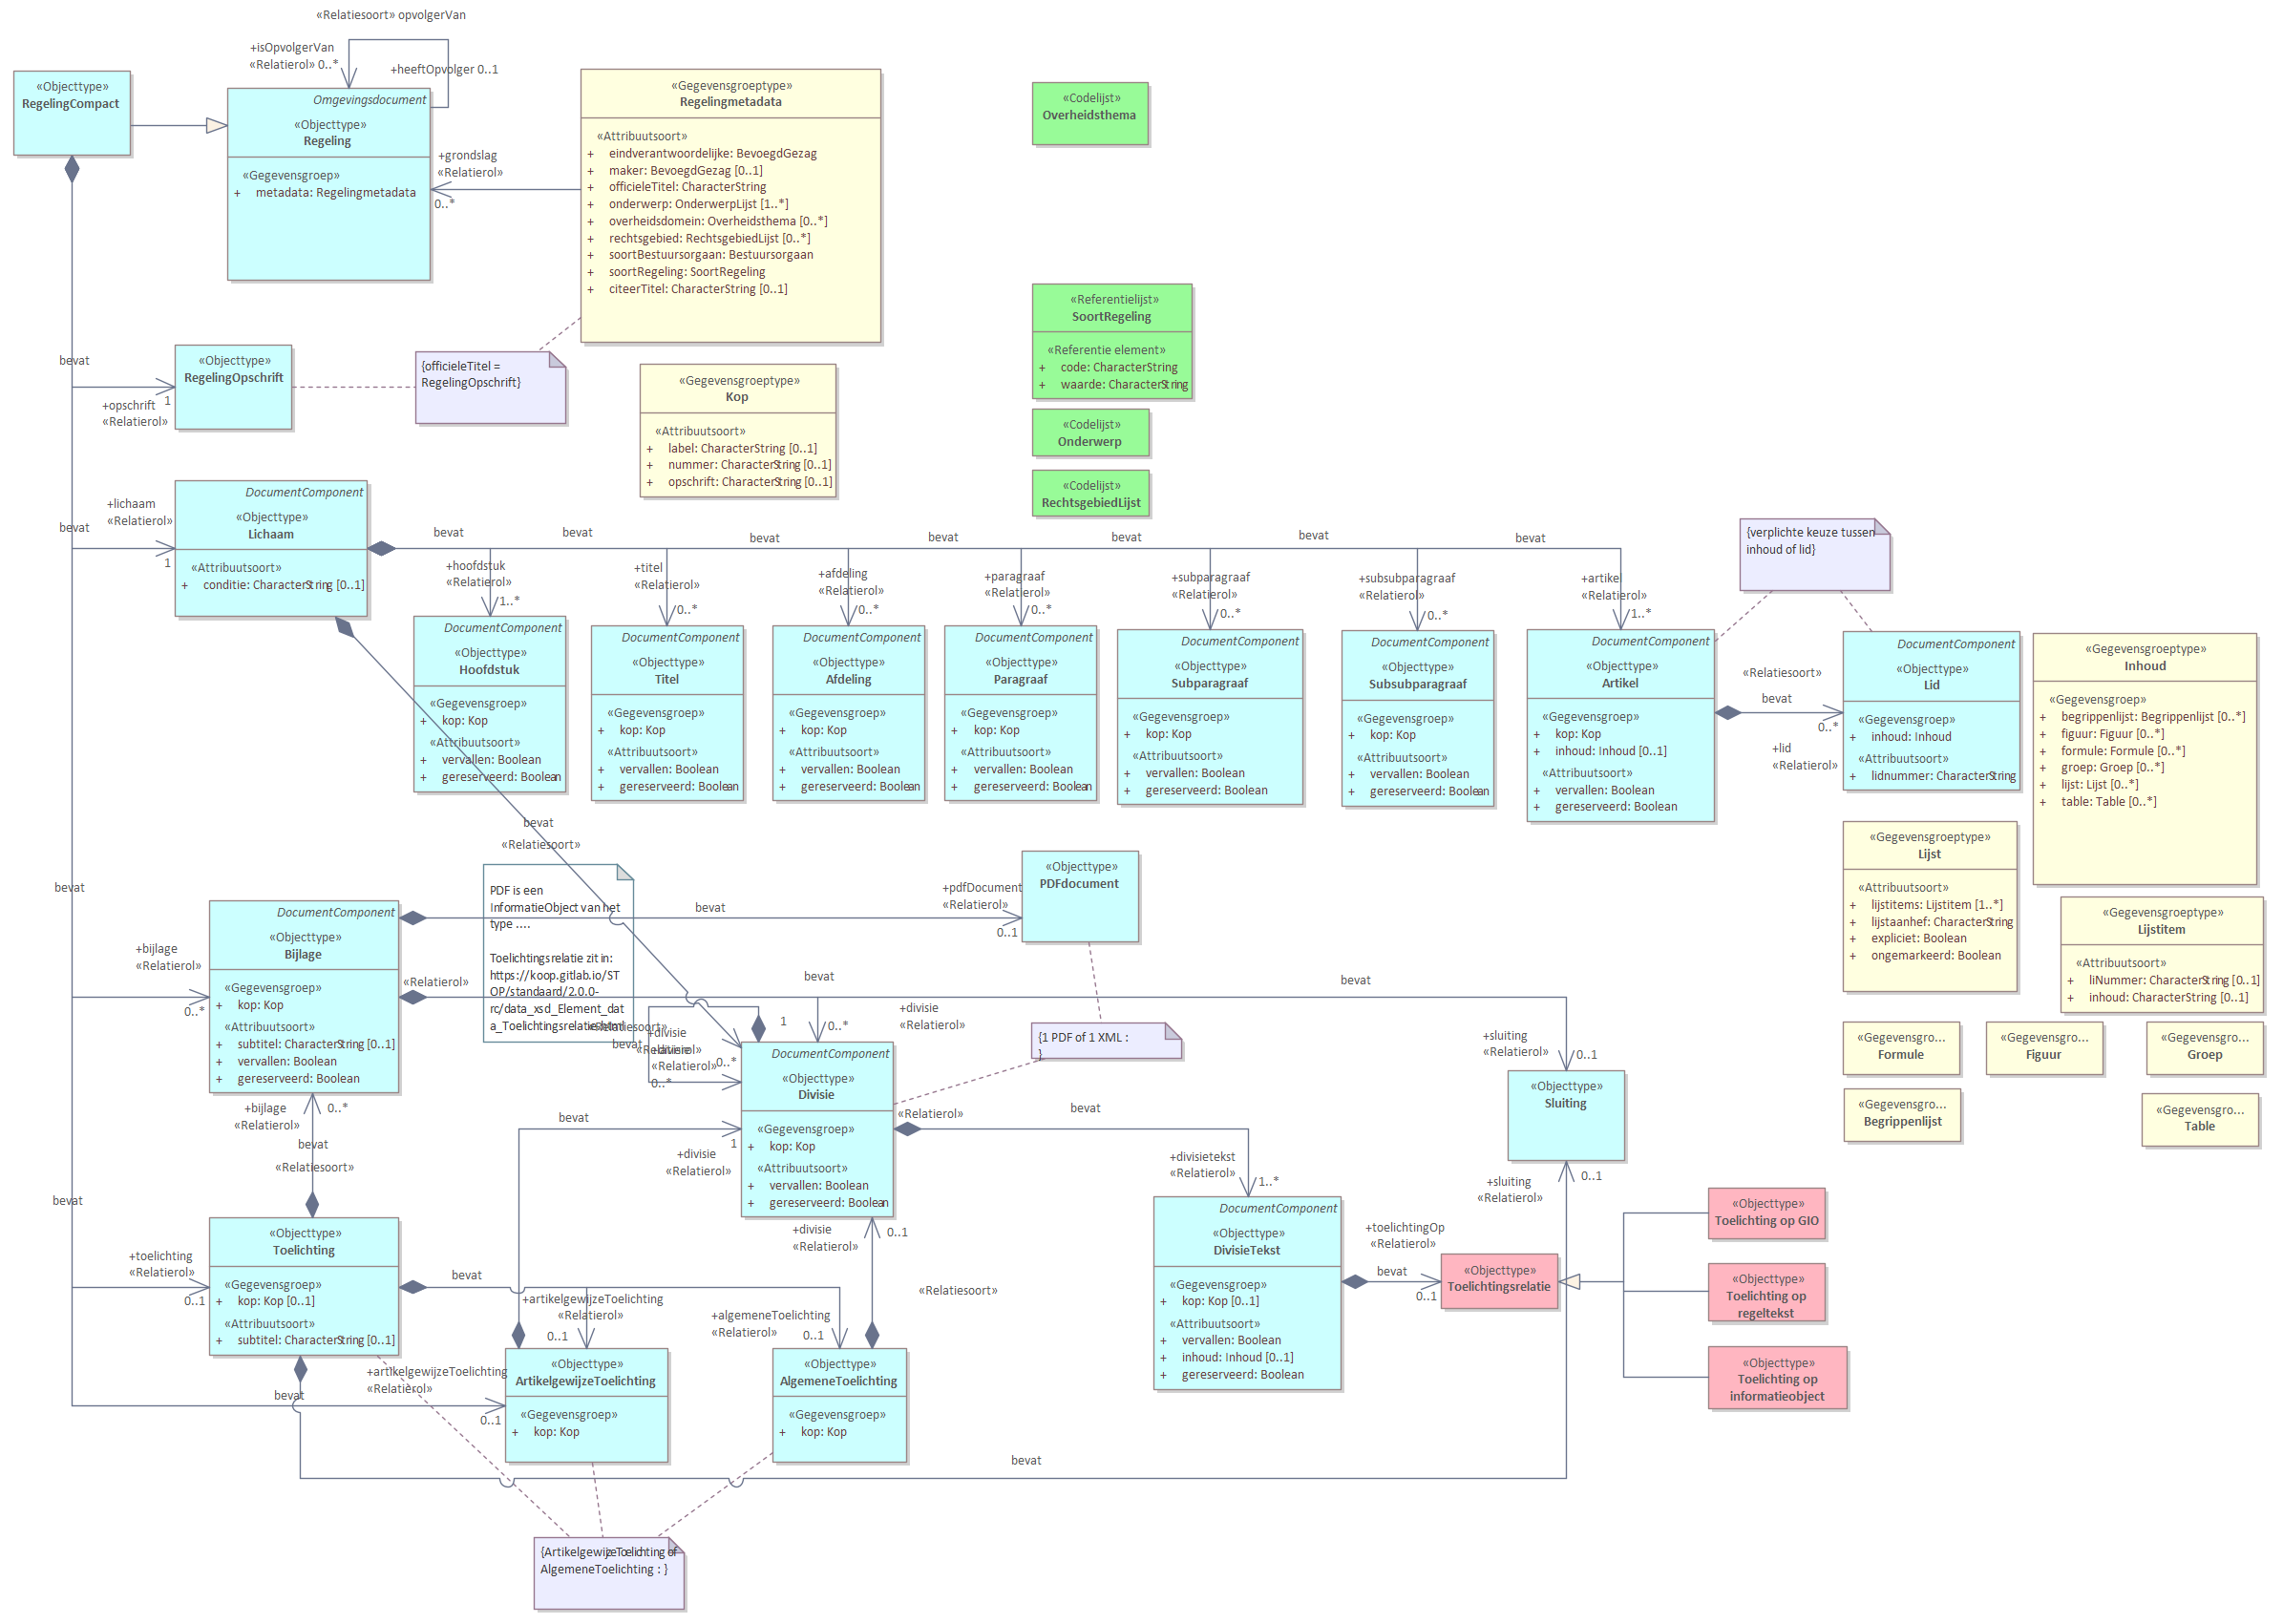 «Relatiesoort» opvolgerVan
+isOpvolgerVan
«Relatierol» 0..*
+heeftOpvolger 0..1
«Objecttype»
RegelingCompact
Omgevingsdocument
«Objecttype»
Regeling
«Gegevensgroep»
+ metadata: Regelingmetadata
+grondslag
«Relatierol»
0..*
«Gegevensgroeptype»
Regelingmetadata
«Attribuutsoort»
+ eindverantwoordelijke: BevoegdGezag
+ maker: BevoegdGezag [0..1]
+ officieleTitel: CharacterString
+ onderwerp: OnderwerpLijst [1..*]
+ overheidsdomein: Overheidsthema [0..*]
+ rechtsgebied: RechtsgebiedLijst [0..*]
+ soortBestuursorgaan: Bestuursorgaan
+ soortRegeling: SoortRegeling
+ citeerTitel: CharacterString [0..1]
«Codelijst»
Overheidsthema
«Referentielijst»
SoortRegeling
«Referentie element»
+ code: CharacterString
+ waarde: CharacterString
«Codelijst»
Onderwerp
«Codelijst»
RechtsgebiedLijst
bevat
+opschrift
«Relatierol»
1
«Objecttype»
RegelingOpschrift
{officieleTitel =
RegelingOpschrift}
«Gegevensgroeptype»
Kop
«Attribuutsoort»
+ label: CharacterString [0..1]
+ nummer: CharacterString [0..1]
+ opschrift: CharacterString [0..1]
bevat
+lichaam
«Relatierol»
1
DocumentComponent
«Objecttype»
Lichaam
«Attribuutsoort»
+ conditie: CharacterString [0..1]
bevat
bevat
bevat
bevat
bevat
bevat
bevat
+hoofdstuk
«Relatierol»
1..*
+titel
«Relatierol»
0..*
+afdeling
«Relatierol»
0..*
+paragraaf
«Relatierol»
0..*
+subparagraaf
«Relatierol»
0..*
+subsubparagraaf
«Relatierol»
0..*
+artikel
«Relatierol»
1..*
{verplichte keuze tussen
inhoud of lid}
DocumentComponent
«Objecttype»
Hoofdstuk
«Gegevensgroep»
+ kop: Kop
«Attribuutsoort»
+ vervallen: Boolean
+ gereserveerd: Boolean
DocumentComponent
«Objecttype»
Titel
«Gegevensgroep»
+ kop: Kop
«Attribuutsoort»
+ vervallen: Boolean
+ gereserveerd: Boolean
DocumentComponent
«Objecttype»
Afdeling
«Gegevensgroep»
+ kop: Kop
«Attribuutsoort»
+ vervallen: Boolean
+ gereserveerd: Boolean
DocumentComponent
«Objecttype»
Paragraaf
«Gegevensgroep»
+ kop: Kop
«Attribuutsoort»
+ vervallen: Boolean
+ gereserveerd: Boolean
DocumentComponent
«Objecttype»
Subparagraaf
«Gegevensgroep»
+ kop: Kop
«Attribuutsoort»
+ vervallen: Boolean
+ gereserveerd: Boolean
DocumentComponent
«Objecttype»
Subsubparagraaf
«Gegevensgroep»
+ kop: Kop
«Attribuutsoort»
+ vervallen: Boolean
+ gereserveerd: Boolean
DocumentComponent
«Objecttype»
Artikel
«Gegevensgroep»
+ kop: Kop
+ inhoud: Inhoud [0..1]
«Attribuutsoort»
+ vervallen: Boolean
+ gereserveerd: Boolean
«Relatiesoort»
bevat
0..*
+lid
«Relatierol»
DocumentComponent
«Objecttype»
Lid
«Gegevensgroep»
+ inhoud: Inhoud
«Attribuutsoort»
+ lidnummer: CharacterString
«Gegevensgroeptype»
Inhoud
«Gegevensgroep»
+ begrippenlijst: Begrippenlijst [0..*]
+ figuur: Figuur [0..*]
+ formule: Formule [0..*]
+ groep: Groep [0..*]
+ lijst: Lijst [0..*]
+ table: Table [0..*]
«Gegevensgroeptype»
Lijst
«Attribuutsoort»
+ lijstitems: Lijstitem [1..*]
+ lijstaanhef: CharacterString
+ expliciet: Boolean
+ ongemarkeerd: Boolean
«Gegevensgroeptype»
Lijstitem
«Attribuutsoort»
+ liNummer: CharacterString [0..1]
+ inhoud: CharacterString [0..1]
«Gegevensgro...
Formule
«Gegevensgro...
Figuur
«Gegevensgro...
Groep
«Gegevensgro...
Begrippenlijst
«Gegevensgro...
Table
bevat
«Relatiesoort»
PDF is een
InformatieObject van het
type ....
Toelichtingsrelatie zit in:
https://koop.gitlab.io/ST
OP/standaard/2.0.0-
rc/data_xsd_Element_dat
a_Toelichtingsrelatie.html
bevat
+pdfDocument
«Relatierol»
0..1
«Objecttype»
PDFdocument
bevat
+bijlage
«Relatierol»
0..*
DocumentComponent
«Objecttype»
Bijlage
«Gegevensgroep»
+ kop: Kop
«Attribuutsoort»
+ subtitel: CharacterString [0..1]
+ vervallen: Boolean
+ gereserveerd: Boolean
«Relatierol»
bevat
bevat
+divisie
«Relatierol»
0..*
1
«Relatiesoort»
bevat
+divisie
«Relatierol»
+divisie
«Relatierol»
0..*
0..*
{1 PDF of 1 XML :
}
+sluiting
«Relatierol»
0..1
«Objecttype»
Sluiting
DocumentComponent
«Objecttype»
Divisie
«Gegevensgroep»
+ kop: Kop
«Attribuutsoort»
+ vervallen: Boolean
+ gereserveerd: Boolean
«Relatierol»
bevat
+divisietekst
«Relatierol»
1..*
bevat
1
+divisie
«Relatierol»
+bijlage
«Relatierol»
0..*
bevat
«Relatiesoort»
bevat
+toelichting
«Relatierol»
0..1
«Objecttype»
Toelichting
«Gegevensgroep»
+ kop: Kop [0..1]
«Attribuutsoort»
+ subtitel: CharacterString [0..1]
bevat
+artikelgewijzeToelichting
«Relatierol»
0..1
+algemeneToelichting
«Relatierol»
0..1
+divisie
«Relatierol»
0..1
«Relatiesoort»
DocumentComponent
«Objecttype»
DivisieTekst
«Gegevensgroep»
+ kop: Kop [0..1]
«Attribuutsoort»
+ vervallen: Boolean
+ inhoud: Inhoud [0..1]
+ gereserveerd: Boolean
+toelichtingOp
«Relatierol»
bevat
0..1
+sluiting
«Relatierol»
0..1
«Objecttype»
Toelichtingsrelatie
«Objecttype»
Toelichting op GIO
«Objecttype»
Toelichting op
regeltekst
«Objecttype»
Toelichting op
informatieobject
+artikelgewijzeToelichting
«Relatierol»
bevat
0..1
«Objecttype»
ArtikelgewijzeToelichting
«Gegevensgroep»
+ kop: Kop
«Objecttype»
AlgemeneToelichting
«Gegevensgroep»
+ kop: Kop
bevat
{ArtikelgewijzeToelichting of
AlgemeneToelichting : }